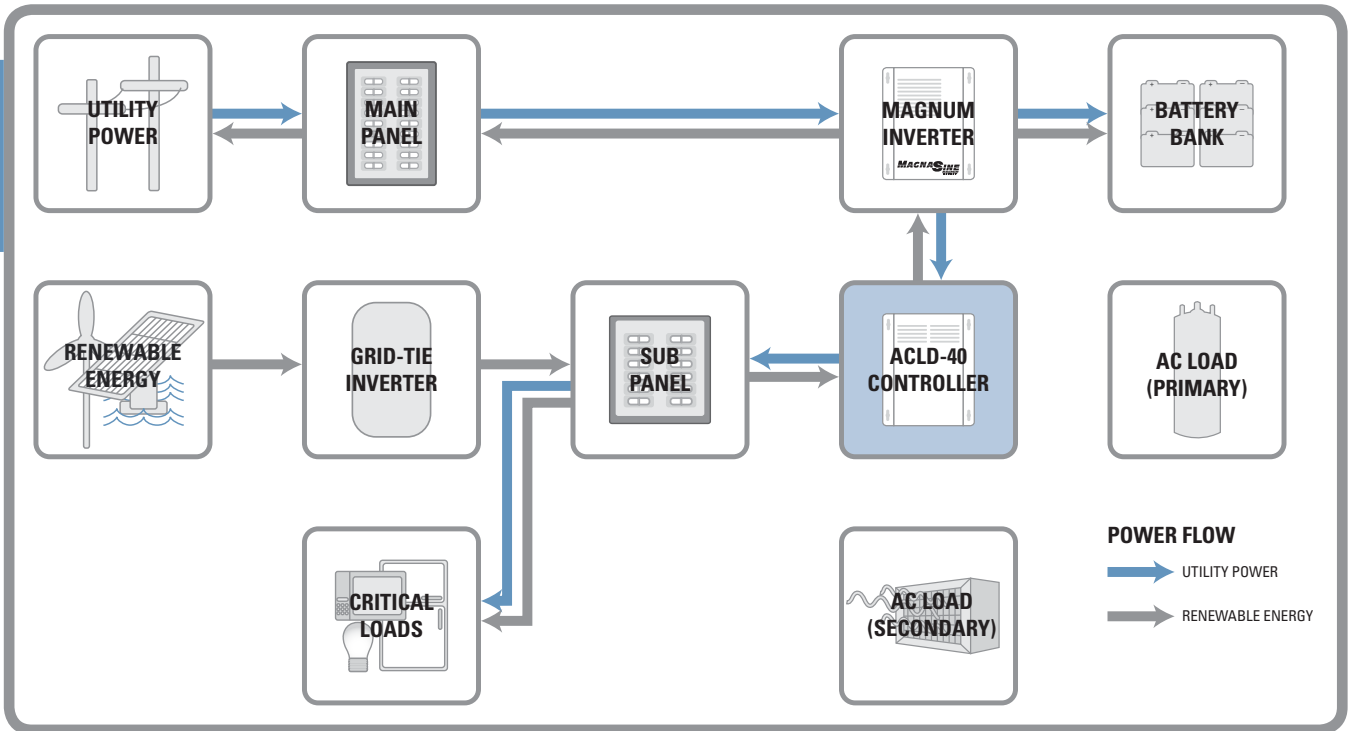 UTILITY
POWER
MAIN
PANEL
MAGNUM
INVERTER
MAGNASINE
BATTERY
BANK
RENEWABLE
ENERGY
GRID-TIE
INVERTER
SUB
PANEL
ACLD-40
CONTROLLER
AC LOAD
(PRIMARY)
CRITICAL
LOADS
AC LOAD
(SECONDARY)
POWER FLOW
UTILITY POWER
RENEWABLE ENERGY